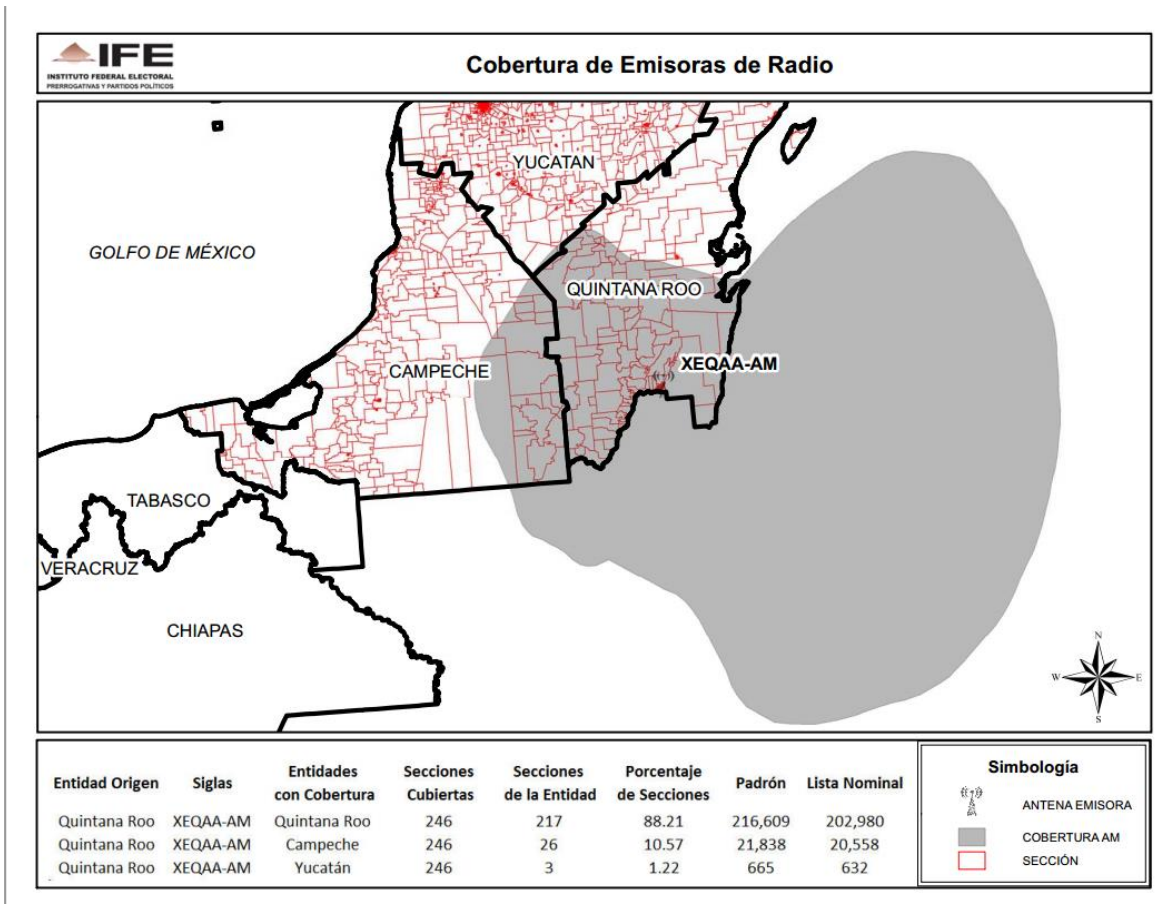 IFE
INSTITUTO FEDERAL ELECTORAL
PRERROGATIVAS Y PARTIDOS POLÍTICOS
Cobertura de Emisoras de Radio
YUCATAN
GOLFO DE MÉXICO
QUINTANA ROO
XEQAA-AM
CAMPECHE
TABASCO
VERACRUZ
CHIAPAS
N
W E
S
Entidad Origen Siglas Entidades con Cobertura Secciones Cubiertas Secciones de la Entidad Porcentaje de Secciones Padrón Lista Nominal
Quintana Roo XEQAA-AM Quintana Roo 246 217 88.21 216,609 202,980
Quintana Roo XEQAA-AM Campeche 246 26 10.57 21,838 20,558
Quintana Roo XEQAA-AM Yucatán 246 3 1.22 665 632
Simbología
ANTENA EMISORA
COBERTURA AM
SECCIÓN